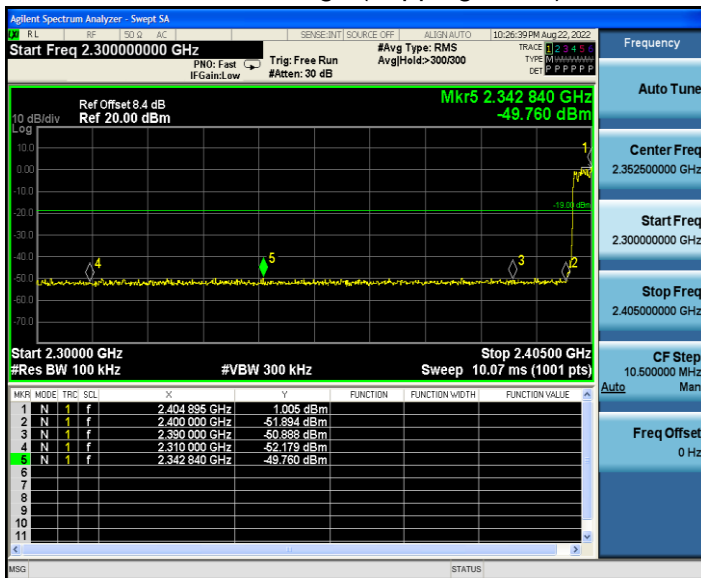 Agilent Spectrum Analyzer - Swept SA
LXI RL RF 50 Ω AC SENSE:INT SOURCE OFF ALIGN AUTO 10:26:39 PM Aug 22, 2022
Start Freq 2.300000000 GHz
PNO: Fast
IFGain:Low
Trig: Free Run
#Atten: 30 dB
#Avg Type: RMS
Avg|Hold:>300/300
TRACE 1 2 3 4 5 6
TYPE M
DET P P P P P P
Frequency
Auto Tune
Center Freq
2.352500000 GHz
Start Freq
2.300000000 GHz
Stop Freq
2.405000000 GHz
CF Step
10.500000 MHz
Auto Man
Freq Offset
0 Hz
Mkr5 2.342 840 GHz
-49.760 dBm
Ref Offset 8.4 dB
10 dB/div Ref 20.00 dBm
Log
10.0
0.00
-10.0
-20.0
-30.0
-40.0
-50.0
-60.0
-70.0
1
-19.00 dBm
4
5
3
2
Start 2.30000 GHz Stop 2.40500 GHz
#Res BW 100 kHz #VBW 300 kHz Sweep 10.07 ms (1001 pts)
MKR MODE TRC SCL X Y FUNCTION FUNCTION WIDTH FUNCTION VALUE
1 N 1 f 2.404 895 GHz 1.005 dBm
2 N 1 f 2.400 000 GHz -51.894 dBm
3 N 1 f 2.390 000 GHz -50.888 dBm
4 N 1 f 2.310 000 GHz -52.179 dBm
5 N 1 f 2.342 840 GHz -49.760 dBm
6
7
8
9
10
11
MSG STATUS